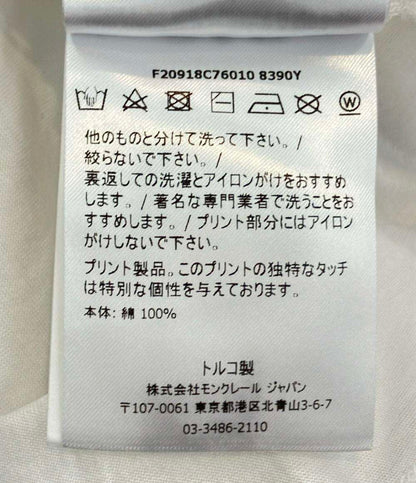 F20918C76010 8390Y
W
他のものと分けて洗って下さい。/
絞らないで下さい。/
裏返しての洗濯とアイロンがけをおすすめ
します。/ 著名な専門業者で洗うことをお
すすめします。/ プリント部分にはアイロン
がけしないで下さい。
プリント製品。このプリントの独特なタッチ
は特別な個性を与えております。
本体: 綿 100%
トルコ製
株式会社モンクレール ジャパン
〒107-0061 東京都港区北青山3-6-7
03-3486-2110